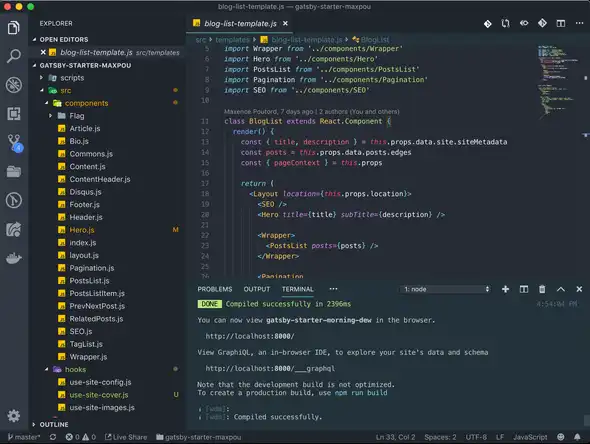 blog-list-template.js — gatsby-starter-maxpou
EXPLORER
OPEN EDITORS
blog-list-template.js src/templates
GATSBY-STARTER-MAXPOU
scripts
src
components
Flag
Article.js
Bio.js
Commons.js
Content.js
ContentHeader.js
Disqus.js
Footer.js
Header.js
Hero.js M
index.js
layout.js
Pagination.js
PostsList.js
PostsListItem.js
PrevNextPost.js
RelatedPosts.js
SEO.js
TagList.js
Wrapper.js
hooks
use-site-config.js
use-site-cover.js U
use-site-images.js
OUTLINE
4
blog-list-template.js ×
src ▸ templates ▸ blog-list-template.js ▸ BlogList
5 import Wrapper from '../components/Wrapper'
6 import Hero from '../components/Hero'
7 import PostsList from '../components/PostsList'
8 import Pagination from '../components/Pagination'
9 import SEO from '../components/SEO'
10
Maxence Poutord, 7 days ago | 2 authors (You and others)
11 class BlogList extends React.Component {
12 render() {
13 const { title, description } = this.props.data.site.siteMetadata
14 const posts = this.props.data.posts.edges
15 const { pageContext } = this.props
16
17 return (
18 <Layout location={this.props.location}>
19 <SEO />
20 <Hero title={title} subTitle={description} />
21
22 <Wrapper>
23 <PostsList posts={posts} />
24 </Wrapper>
25
26 <Pagination
PROBLEMS OUTPUT TERMINAL ••• 1: node
DONE Compiled successfully in 2396ms 4:54:04 PM
You can now view gatsby-starter-morning-dew in the browser.
http://localhost:8000/
View GraphiQL, an in-browser IDE, to explore your site's data and schema
http://localhost:8000/___graphql
Note that the development build is not optimized.
To create a production build, use npm run build
ℹ ｢wdm｣:
ℹ ｢wdm｣: Compiled successfully.
master* 0 0 Live Share gatsby-starter-maxpou Ln 33, Col 2 Spaces: 2 UTF-8 LF JavaScript